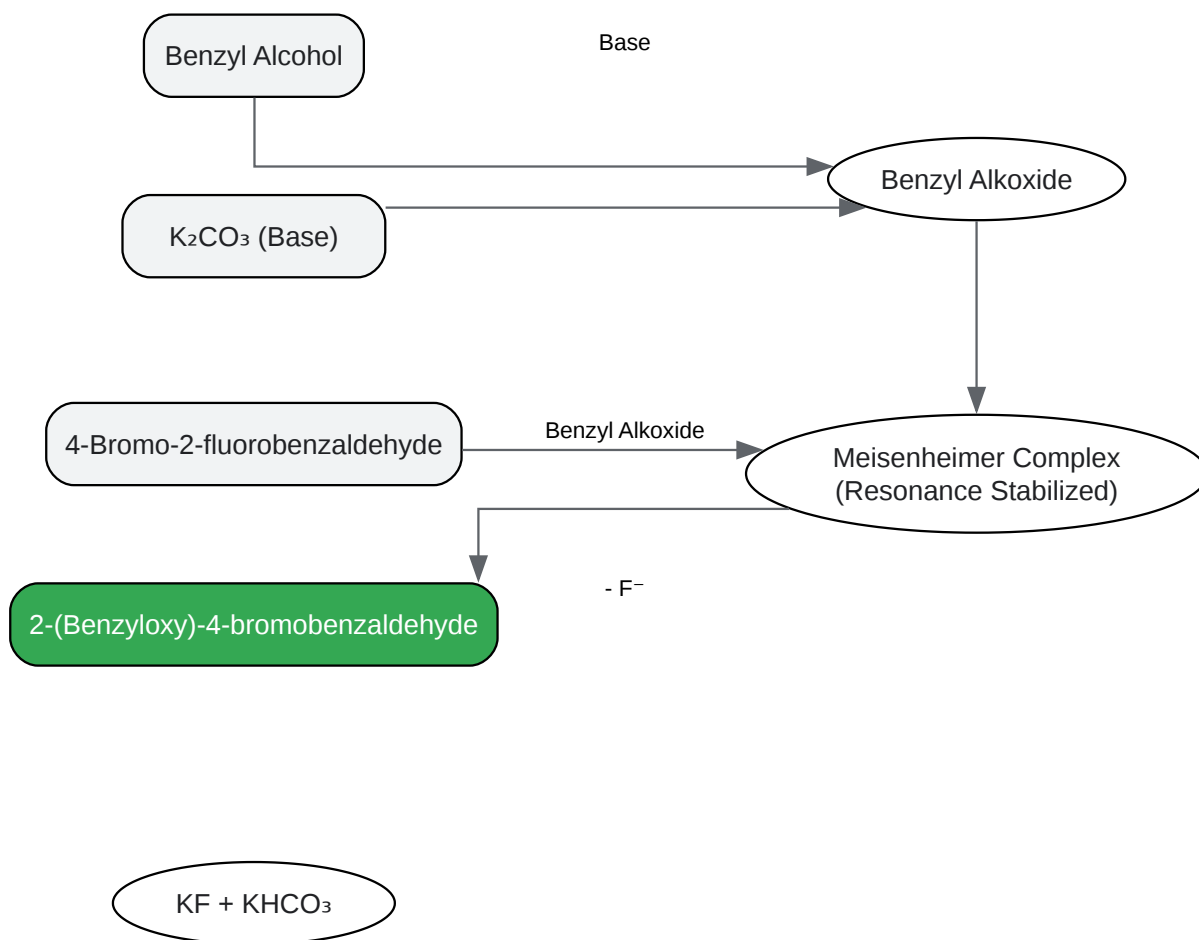 Benzyl Alcohol
Base
Benzyl Alkoxide
K₂CO₃ (Base)
4-Bromo-2-fluorobenzaldehyde
Benzyl Alkoxide
Meisenheimer Complex
(Resonance Stabilized)
- F⁻
2-(Benzyloxy)-4-bromobenzaldehyde
KF + KHCO₃